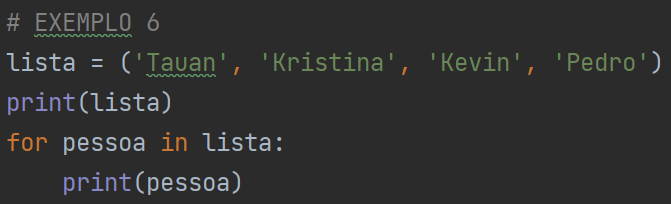 # EXEMPLO 6
lista = ('Tauan', 'Kristina', 'Kevin', 'Pedro')
print(lista)
for pessoa in lista:
    print(pessoa)